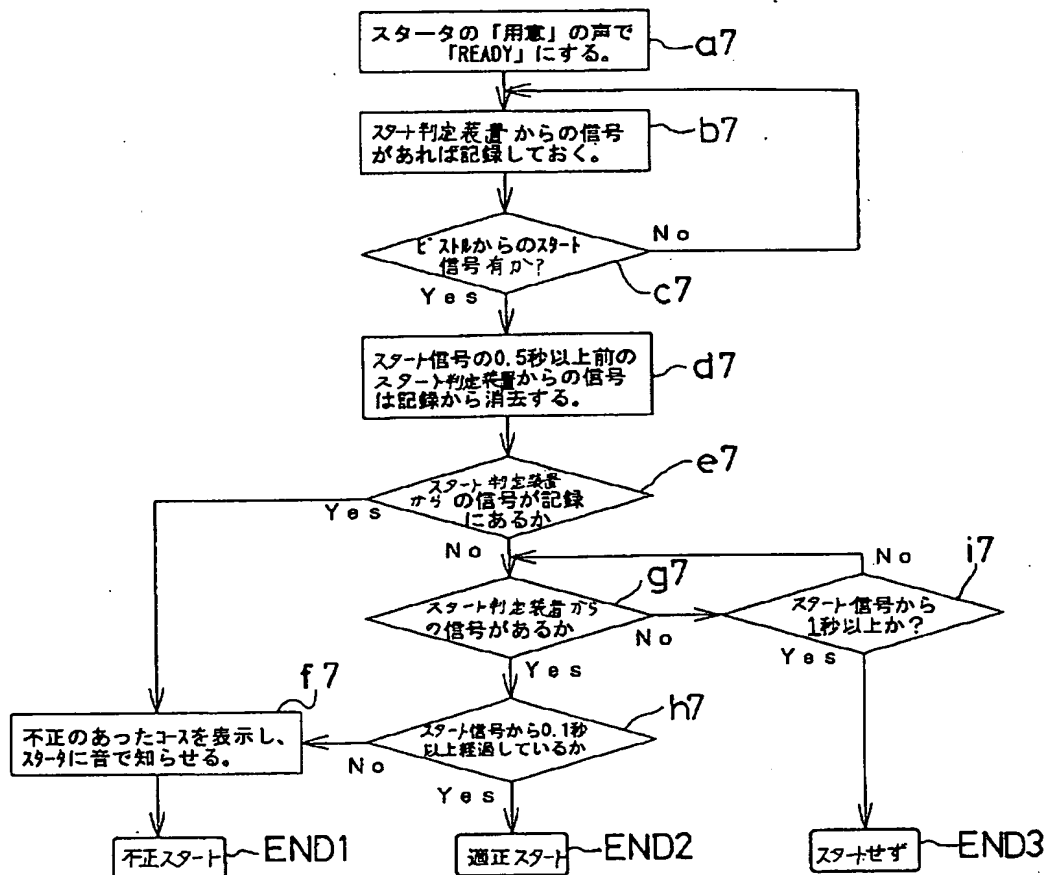 スタータの「用意」の声で
「READY」にする。
a7
スタート判定装置からの信号
があれば記録しておく。
b7
ピストルからのスタート
信号有か?
No
Yes
c7
スタート信号の0.5秒以上前の
スタート判定装置からの信号
は記録から消去する。
d7
スタート判定装置
からの信号が記録
にあるか
e7
Yes
No
スタート判定装置から
の信号があるか
g7
No
Yes
スタート信号から
1秒以上か?
i7
No
Yes
不正のあったコースを表示し、
スタータに音で知らせる。
f7
スタート信号から0.1秒
以上経過しているか
h7
No
Yes
不正スタート
END1
適正スタート
END2
スタートせず
END3